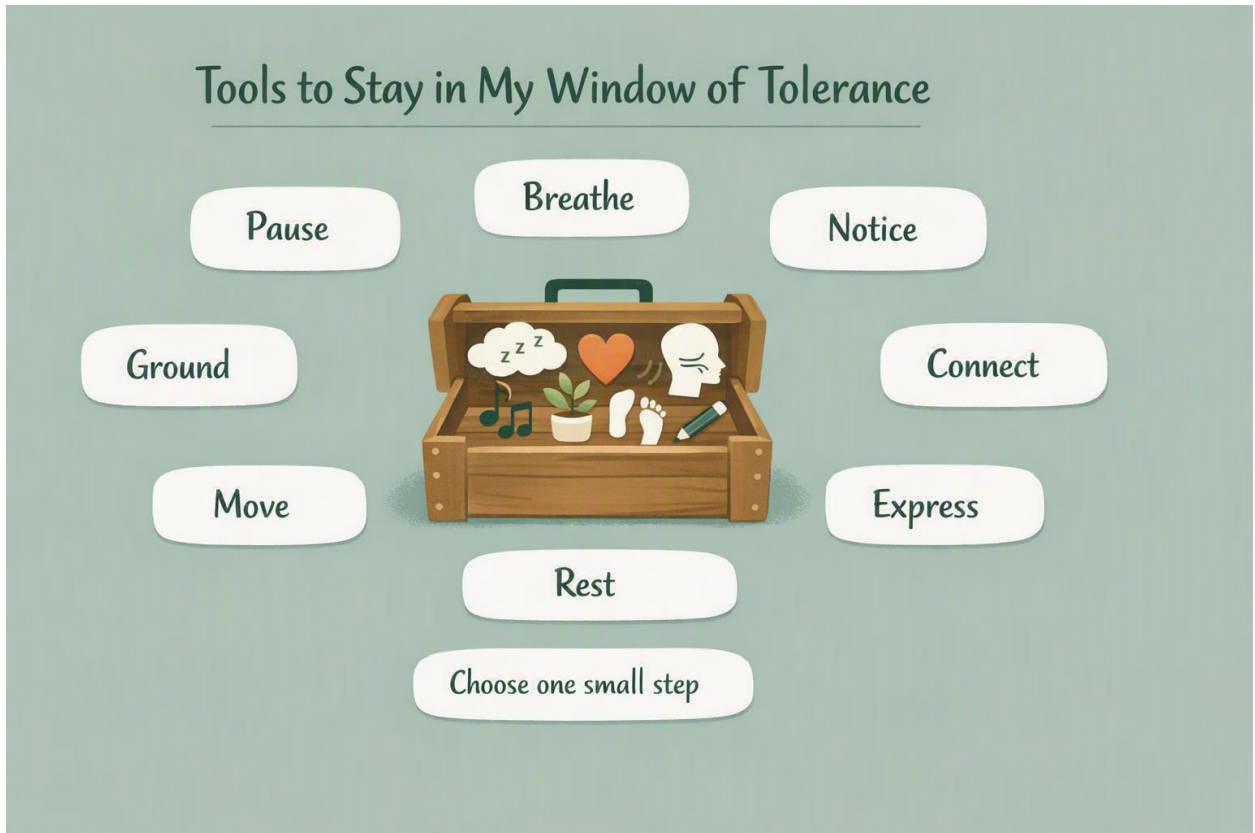 Tools to Stay in My Window of Tolerance
Breathe
Pause
Notice
Ground
Connect
z z z
Move
Express
Rest
Choose one small step